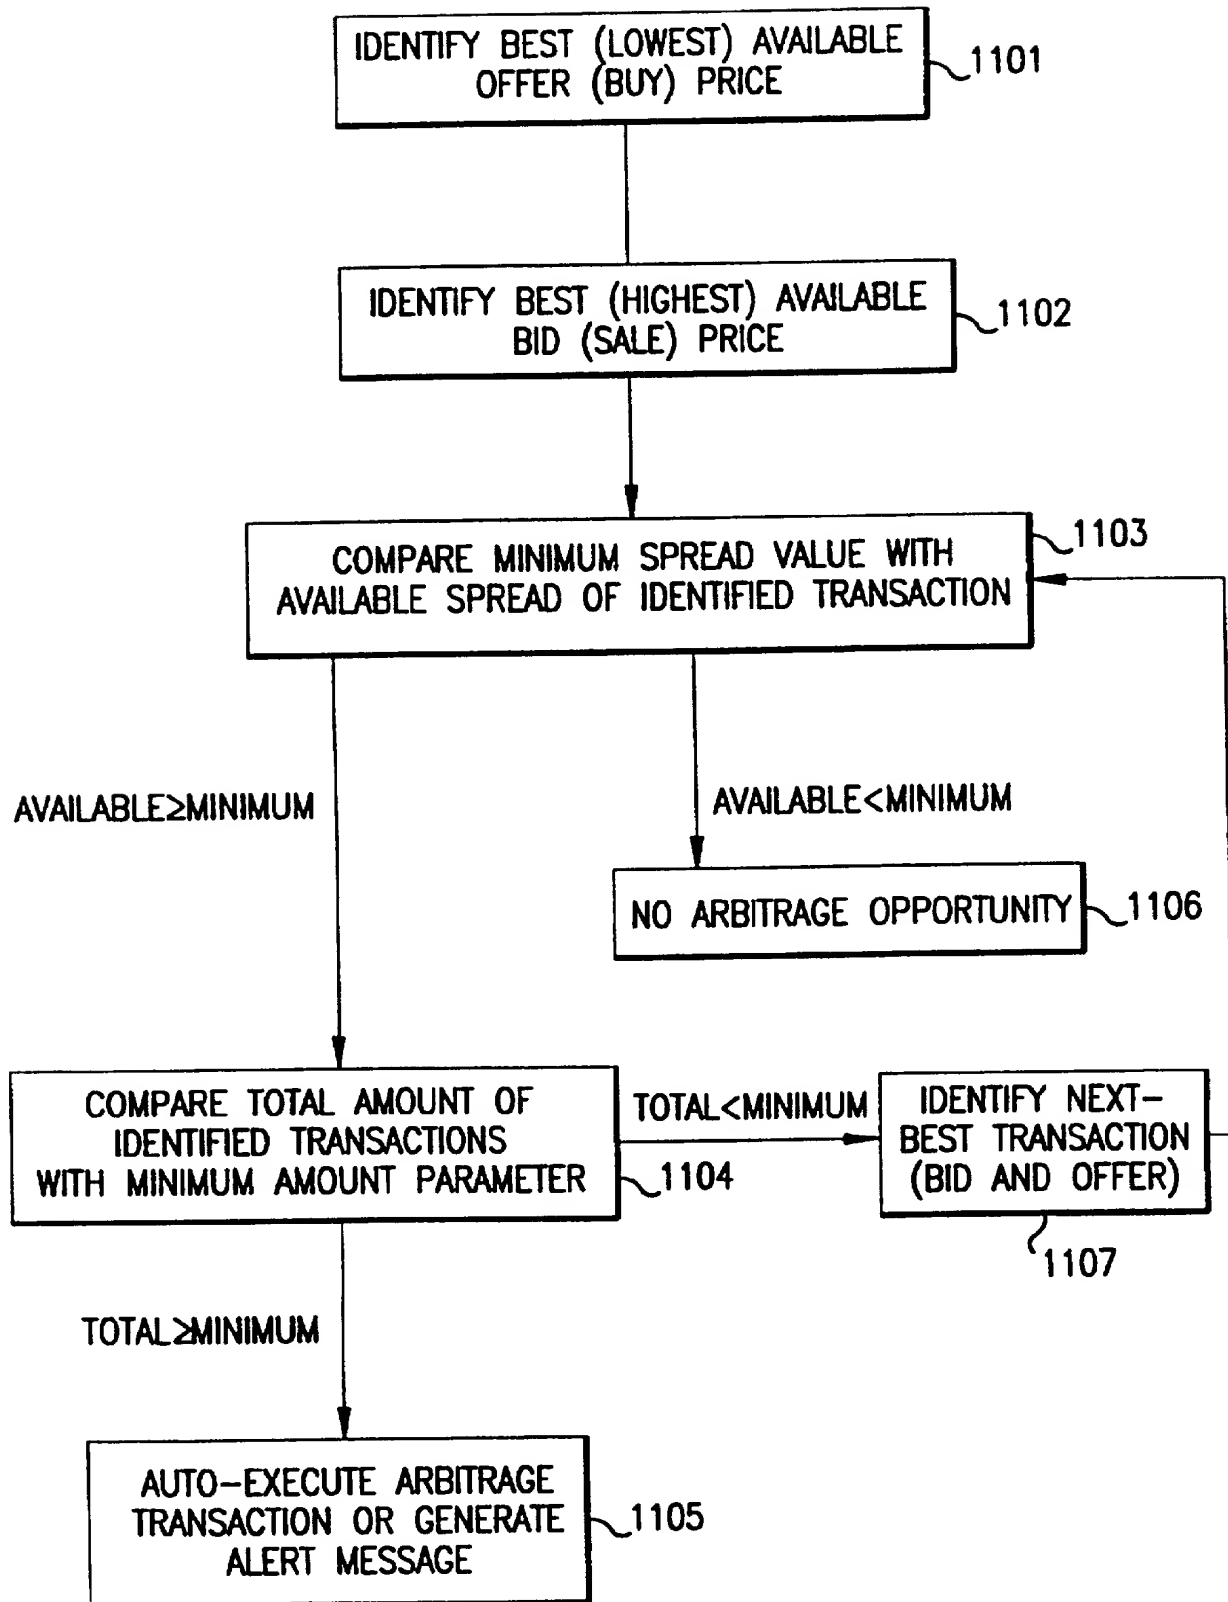 IDENTIFY BEST (LOWEST) AVAILABLE
OFFER (BUY) PRICE
1101
IDENTIFY BEST (HIGHEST) AVAILABLE
BID (SALE) PRICE
1102
COMPARE MINIMUM SPREAD VALUE WITH
AVAILABLE SPREAD OF IDENTIFIED TRANSACTION
1103
AVAILABLE≥MINIMUM
AVAILABLE<MINIMUM
NO ARBITRAGE OPPORTUNITY
1106
COMPARE TOTAL AMOUNT OF
IDENTIFIED TRANSACTIONS
WITH MINIMUM AMOUNT PARAMETER
1104
TOTAL<MINIMUM
IDENTIFY NEXT-
BEST TRANSACTION
(BID AND OFFER)
1107
TOTAL≥MINIMUM
AUTO-EXECUTE ARBITRAGE
TRANSACTION OR GENERATE
ALERT MESSAGE
1105